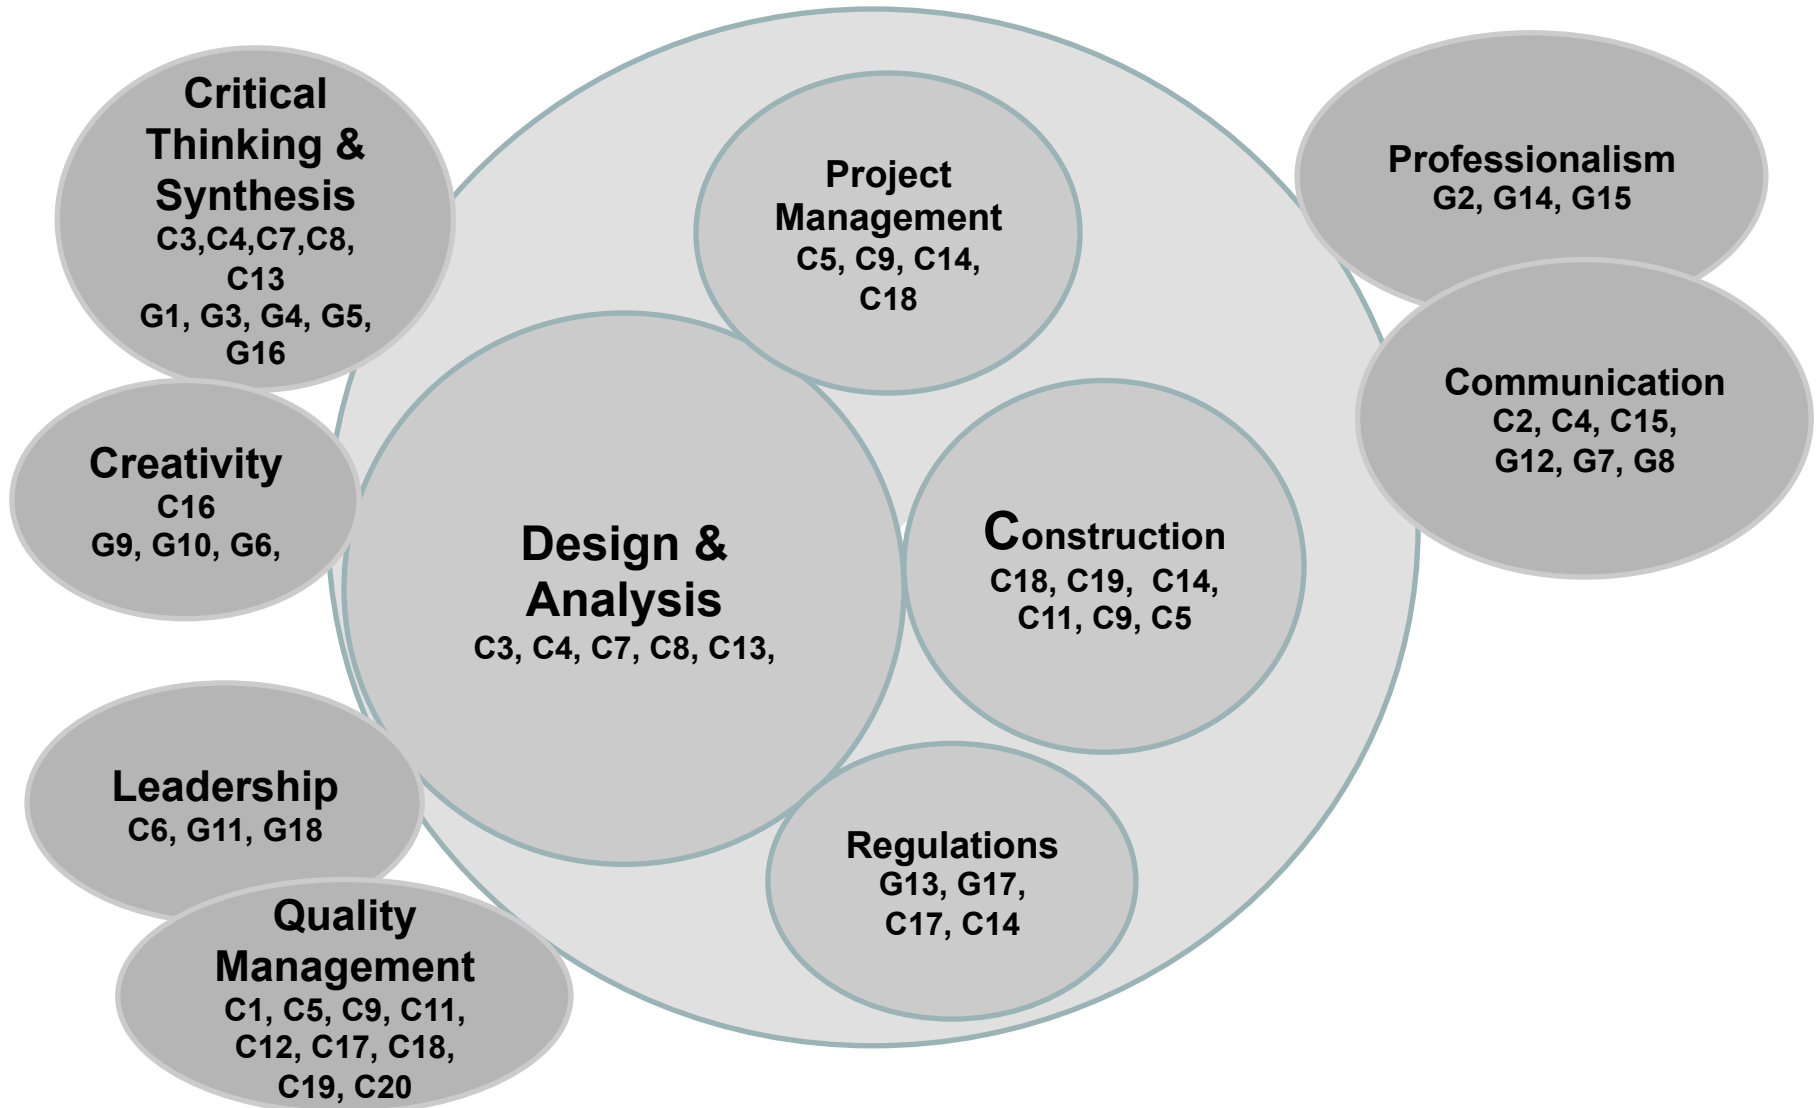 Critical
Thinking &
Synthesis
C3,C4,C7,C8,
C13
G1, G3, G4, G5,
G16
Creativity
C16
G9, G10, G6,
Leadership
C6, G11, G18
Quality
Management
C1, C5, C9, C11,
C12, C17, C18,
C19, C20
Project
Management
C5, C9, C14,
C18
Design &
Analysis
C3, C4, C7, C8, C13,
Construction
C18, C19,  C14,
C11, C9, C5
Regulations
G13, G17,
C17, C14
Professionalism
G2, G14, G15
Communication
C2, C4, C15,
G12, G7, G8